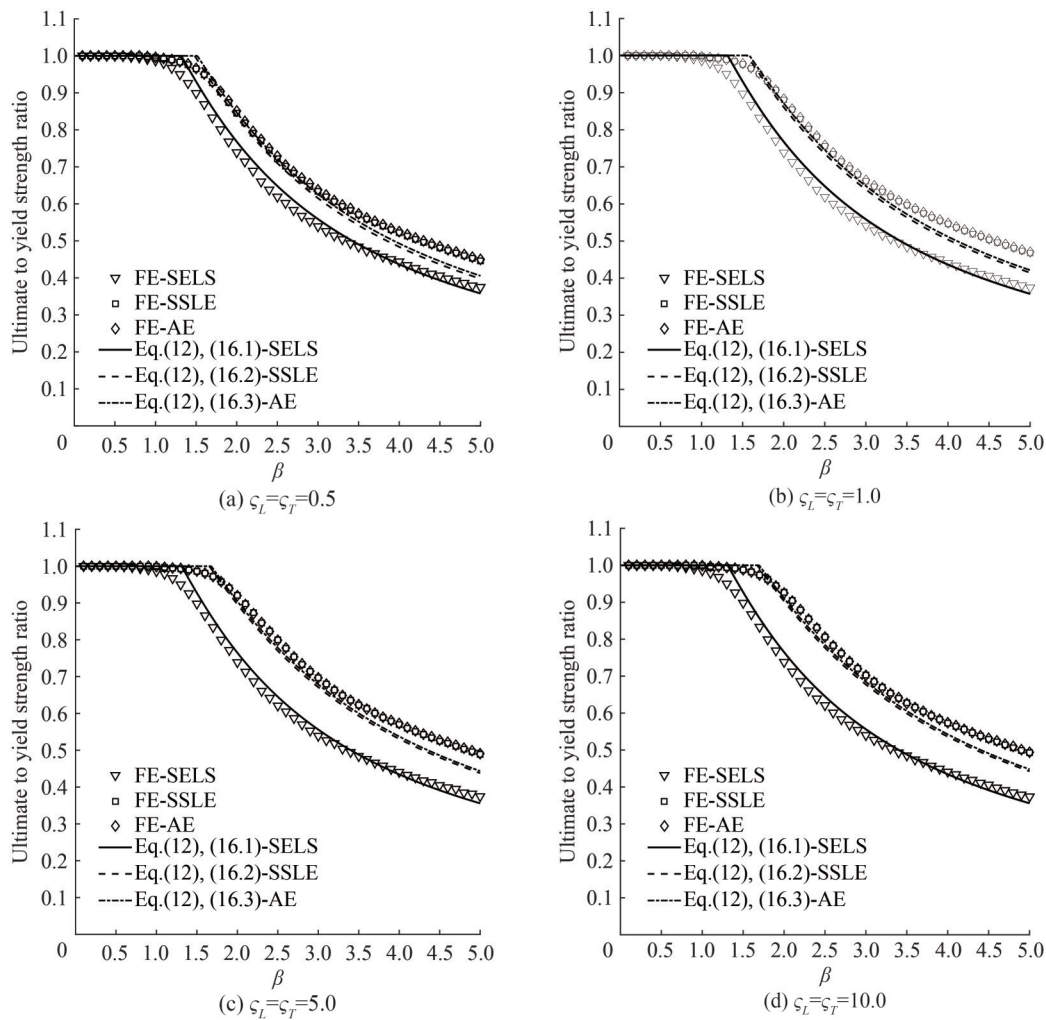 Ultimate to yield strength ratio
1.1
1.0
0.9
0.8
0.7
0.6
0.5
0.4
0.3
0.2
0.1
0
0.5 1.0 1.5 2.0 2.5 3.0 3.5 4.0 4.5 5.0
FE-SELS
FE-SSLE
FE-AE
Eq.(12), (16.1)-SELS
Eq.(12), (16.2)-SSLE
Eq.(12), (16.3)-AE
β
(a) ς_L=ς_T=0.5
Ultimate to yield strength ratio
1.1
1.0
0.9
0.8
0.7
0.6
0.5
0.4
0.3
0.2
0.1
0
0.5 1.0 1.5 2.0 2.5 3.0 3.5 4.0 4.5 5.0
FE-SELS
FE-SSLE
FE-AE
Eq.(12), (16.1)-SELS
Eq.(12), (16.2)-SSLE
Eq.(12), (16.3)-AE
β
(b) ς_L=ς_T=1.0
Ultimate to yield strength ratio
1.1
1.0
0.9
0.8
0.7
0.6
0.5
0.4
0.3
0.2
0.1
0
0.5 1.0 1.5 2.0 2.5 3.0 3.5 4.0 4.5 5.0
FE-SELS
FE-SSLE
FE-AE
Eq.(12), (16.1)-SELS
Eq.(12), (16.2)-SSLE
Eq.(12), (16.3)-AE
β
(c) ς_L=ς_T=5.0
Ultimate to yield strength ratio
1.1
1.0
0.9
0.8
0.7
0.6
0.5
0.4
0.3
0.2
0.1
0
0.5 1.0 1.5 2.0 2.5 3.0 3.5 4.0 4.5 5.0
FE-SELS
FE-SSLE
FE-AE
Eq.(12), (16.1)-SELS
Eq.(12), (16.2)-SSLE
Eq.(12), (16.3)-AE
β
(d) ς_L=ς_T=10.0